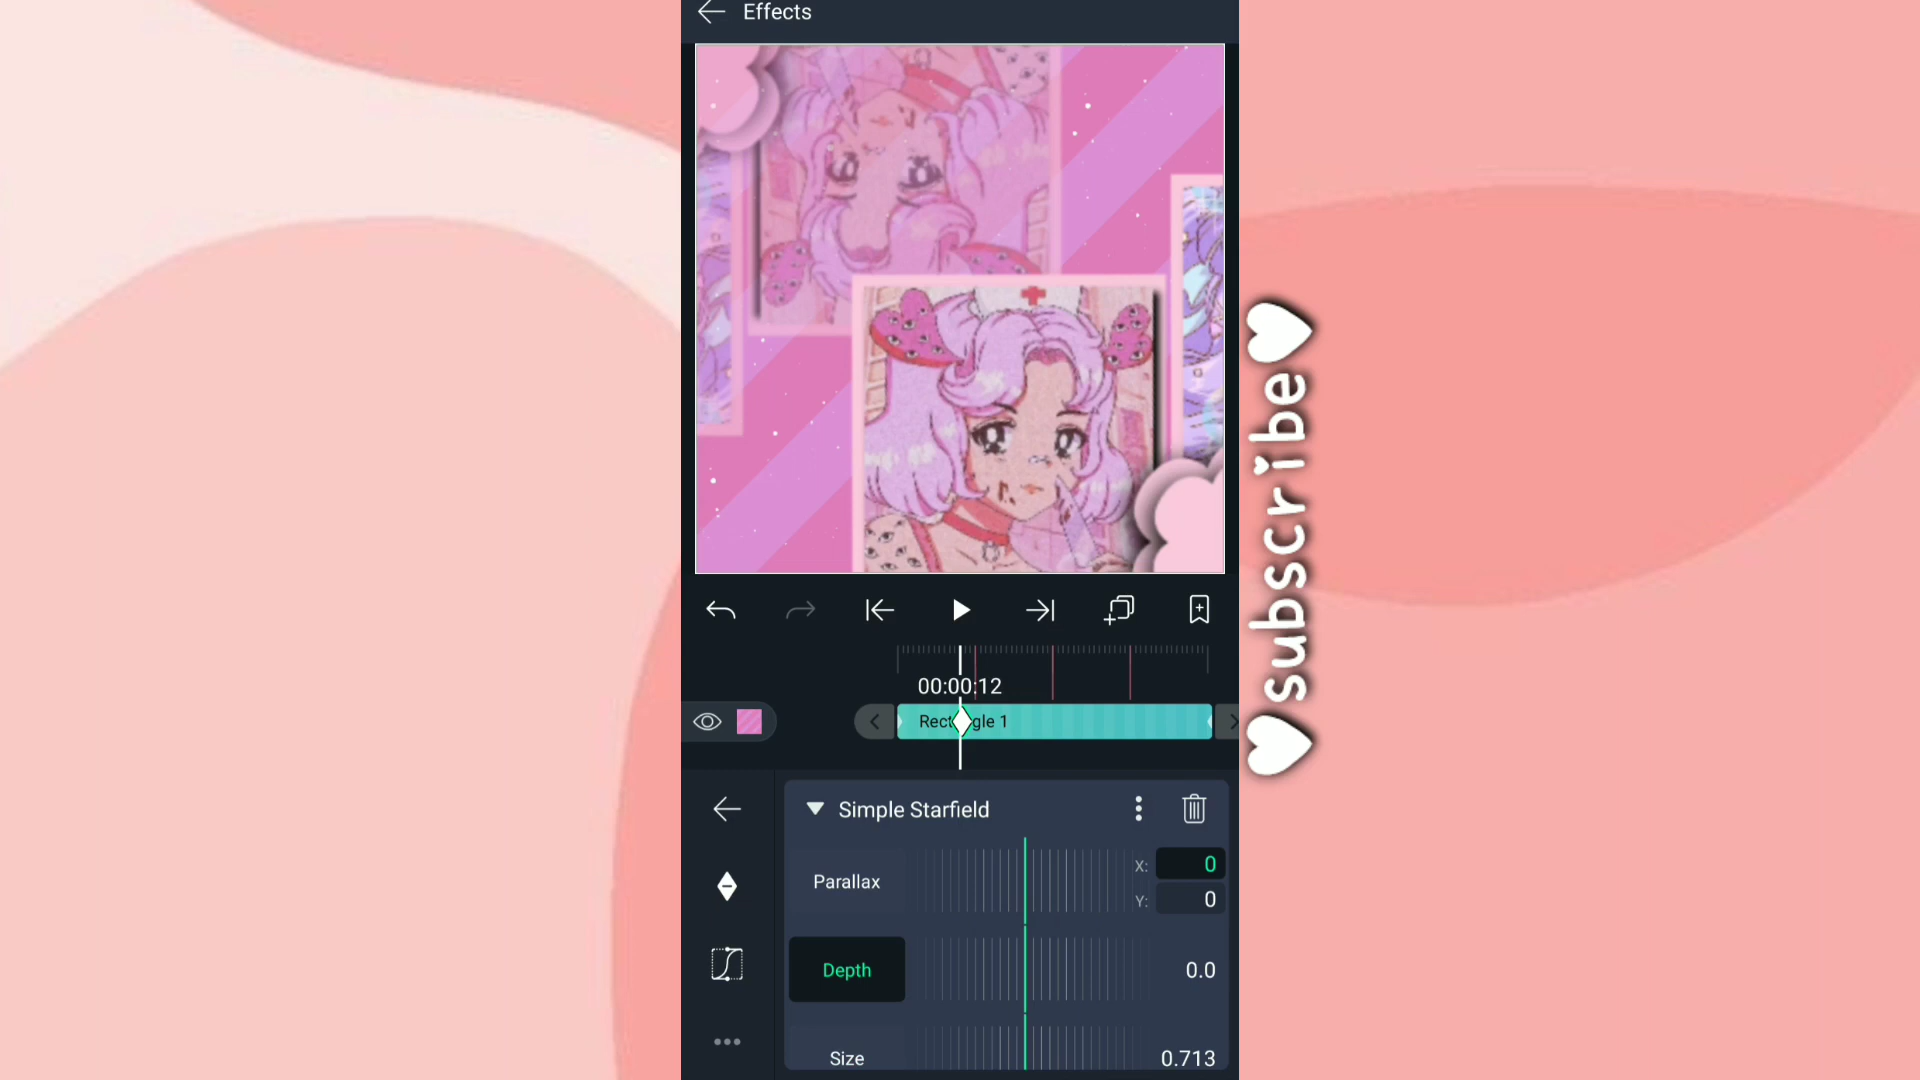 Effects
00:00:12
Rect gle 1
Simple Starfield
Parallax
X: 0
Y: 0
Depth
0.0
Size
0.713
subscribe